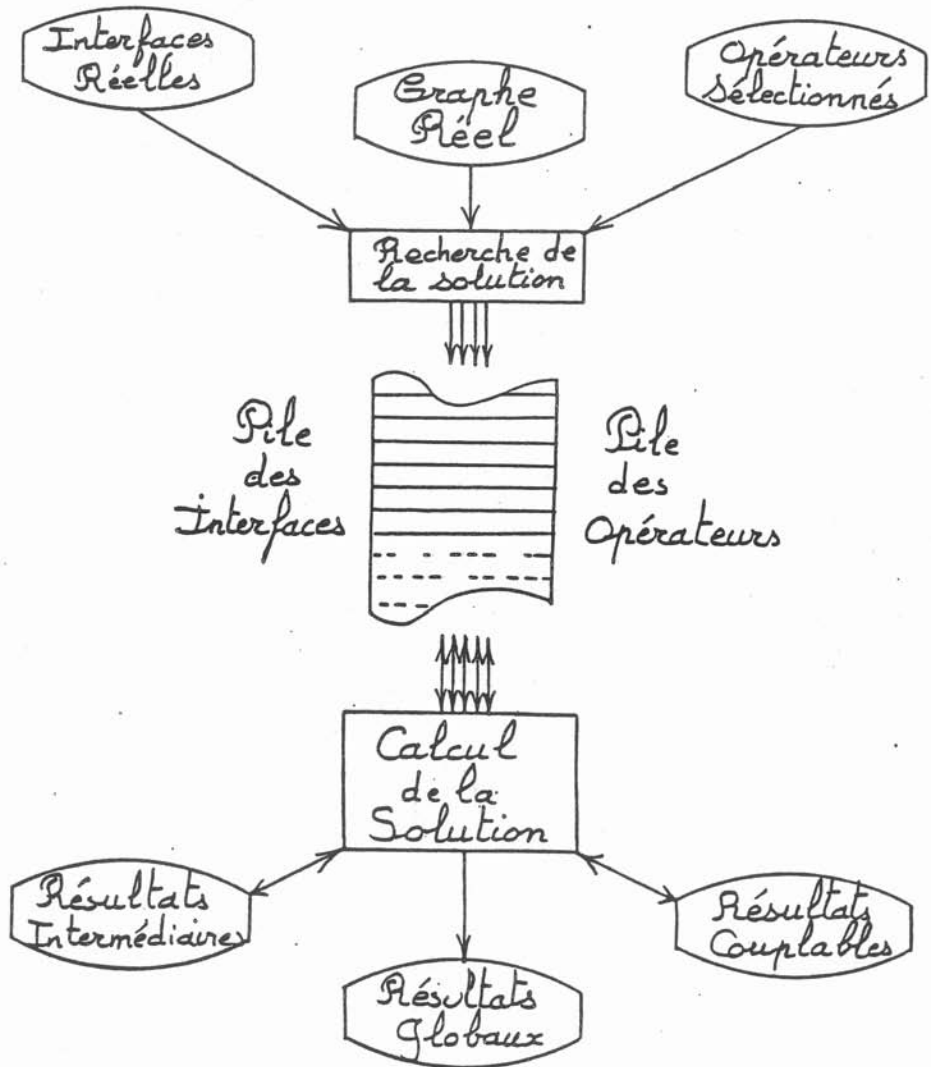 Interfaces
Réelles
Graphe
Réel
Opérateurs
Sélectionnés
Recherche de
la solution
Pile
des
Interfaces
Pile
des
Opérateurs
Calcul
de la
Solution
Résultats
Intermédiaires
Résultats
Globaux
Résultats
Couplables